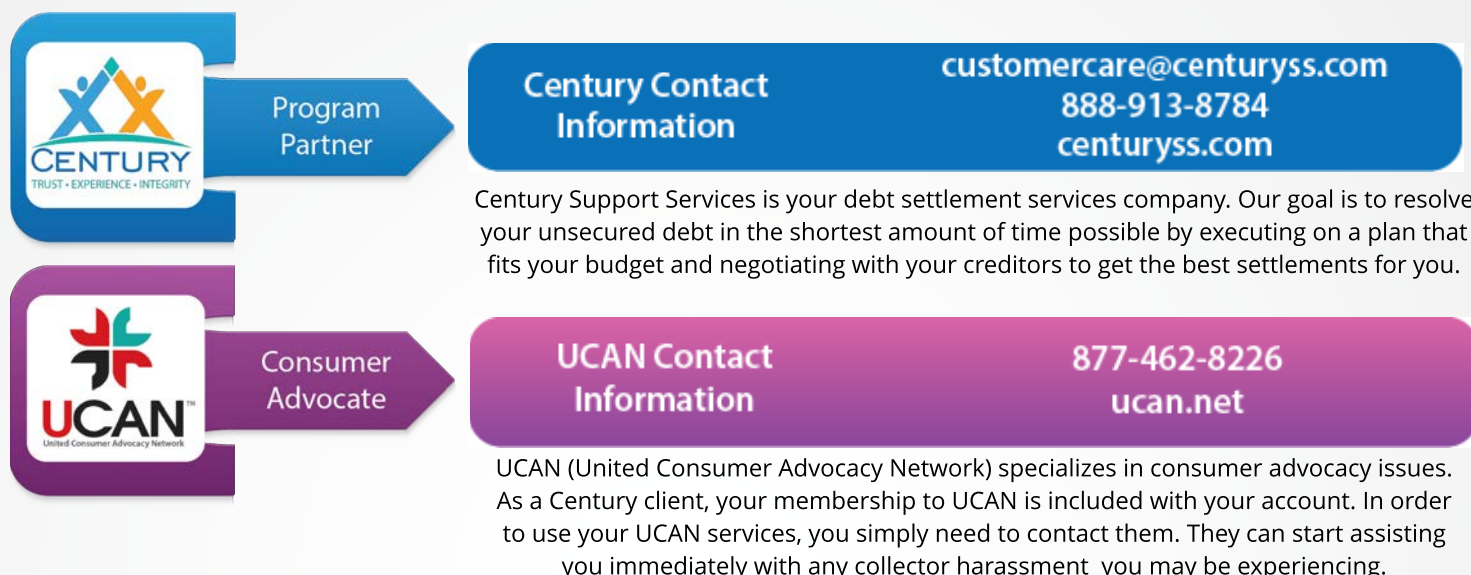 CENTURY
TRUST • EXPERIENCE • INTEGRITY
Program
Partner
Century Contact
Information
customercare@centuryss.com
888-913-8784
centuryss.com
Century Support Services is your debt settlement services company. Our goal is to resolve
your unsecured debt in the shortest amount of time possible by executing on a plan that
fits your budget and negotiating with your creditors to get the best settlements for you.
UCAN™
United Consumer Advocacy Network
Consumer
Advocate
UCAN Contact
Information
877-462-8226
ucan.net
UCAN (United Consumer Advocacy Network) specializes in consumer advocacy issues.
As a Century client, your membership to UCAN is included with your account. In order
to use your UCAN services, you simply need to contact them. They can start assisting
you immediately with any collector harassment you may be experiencing.